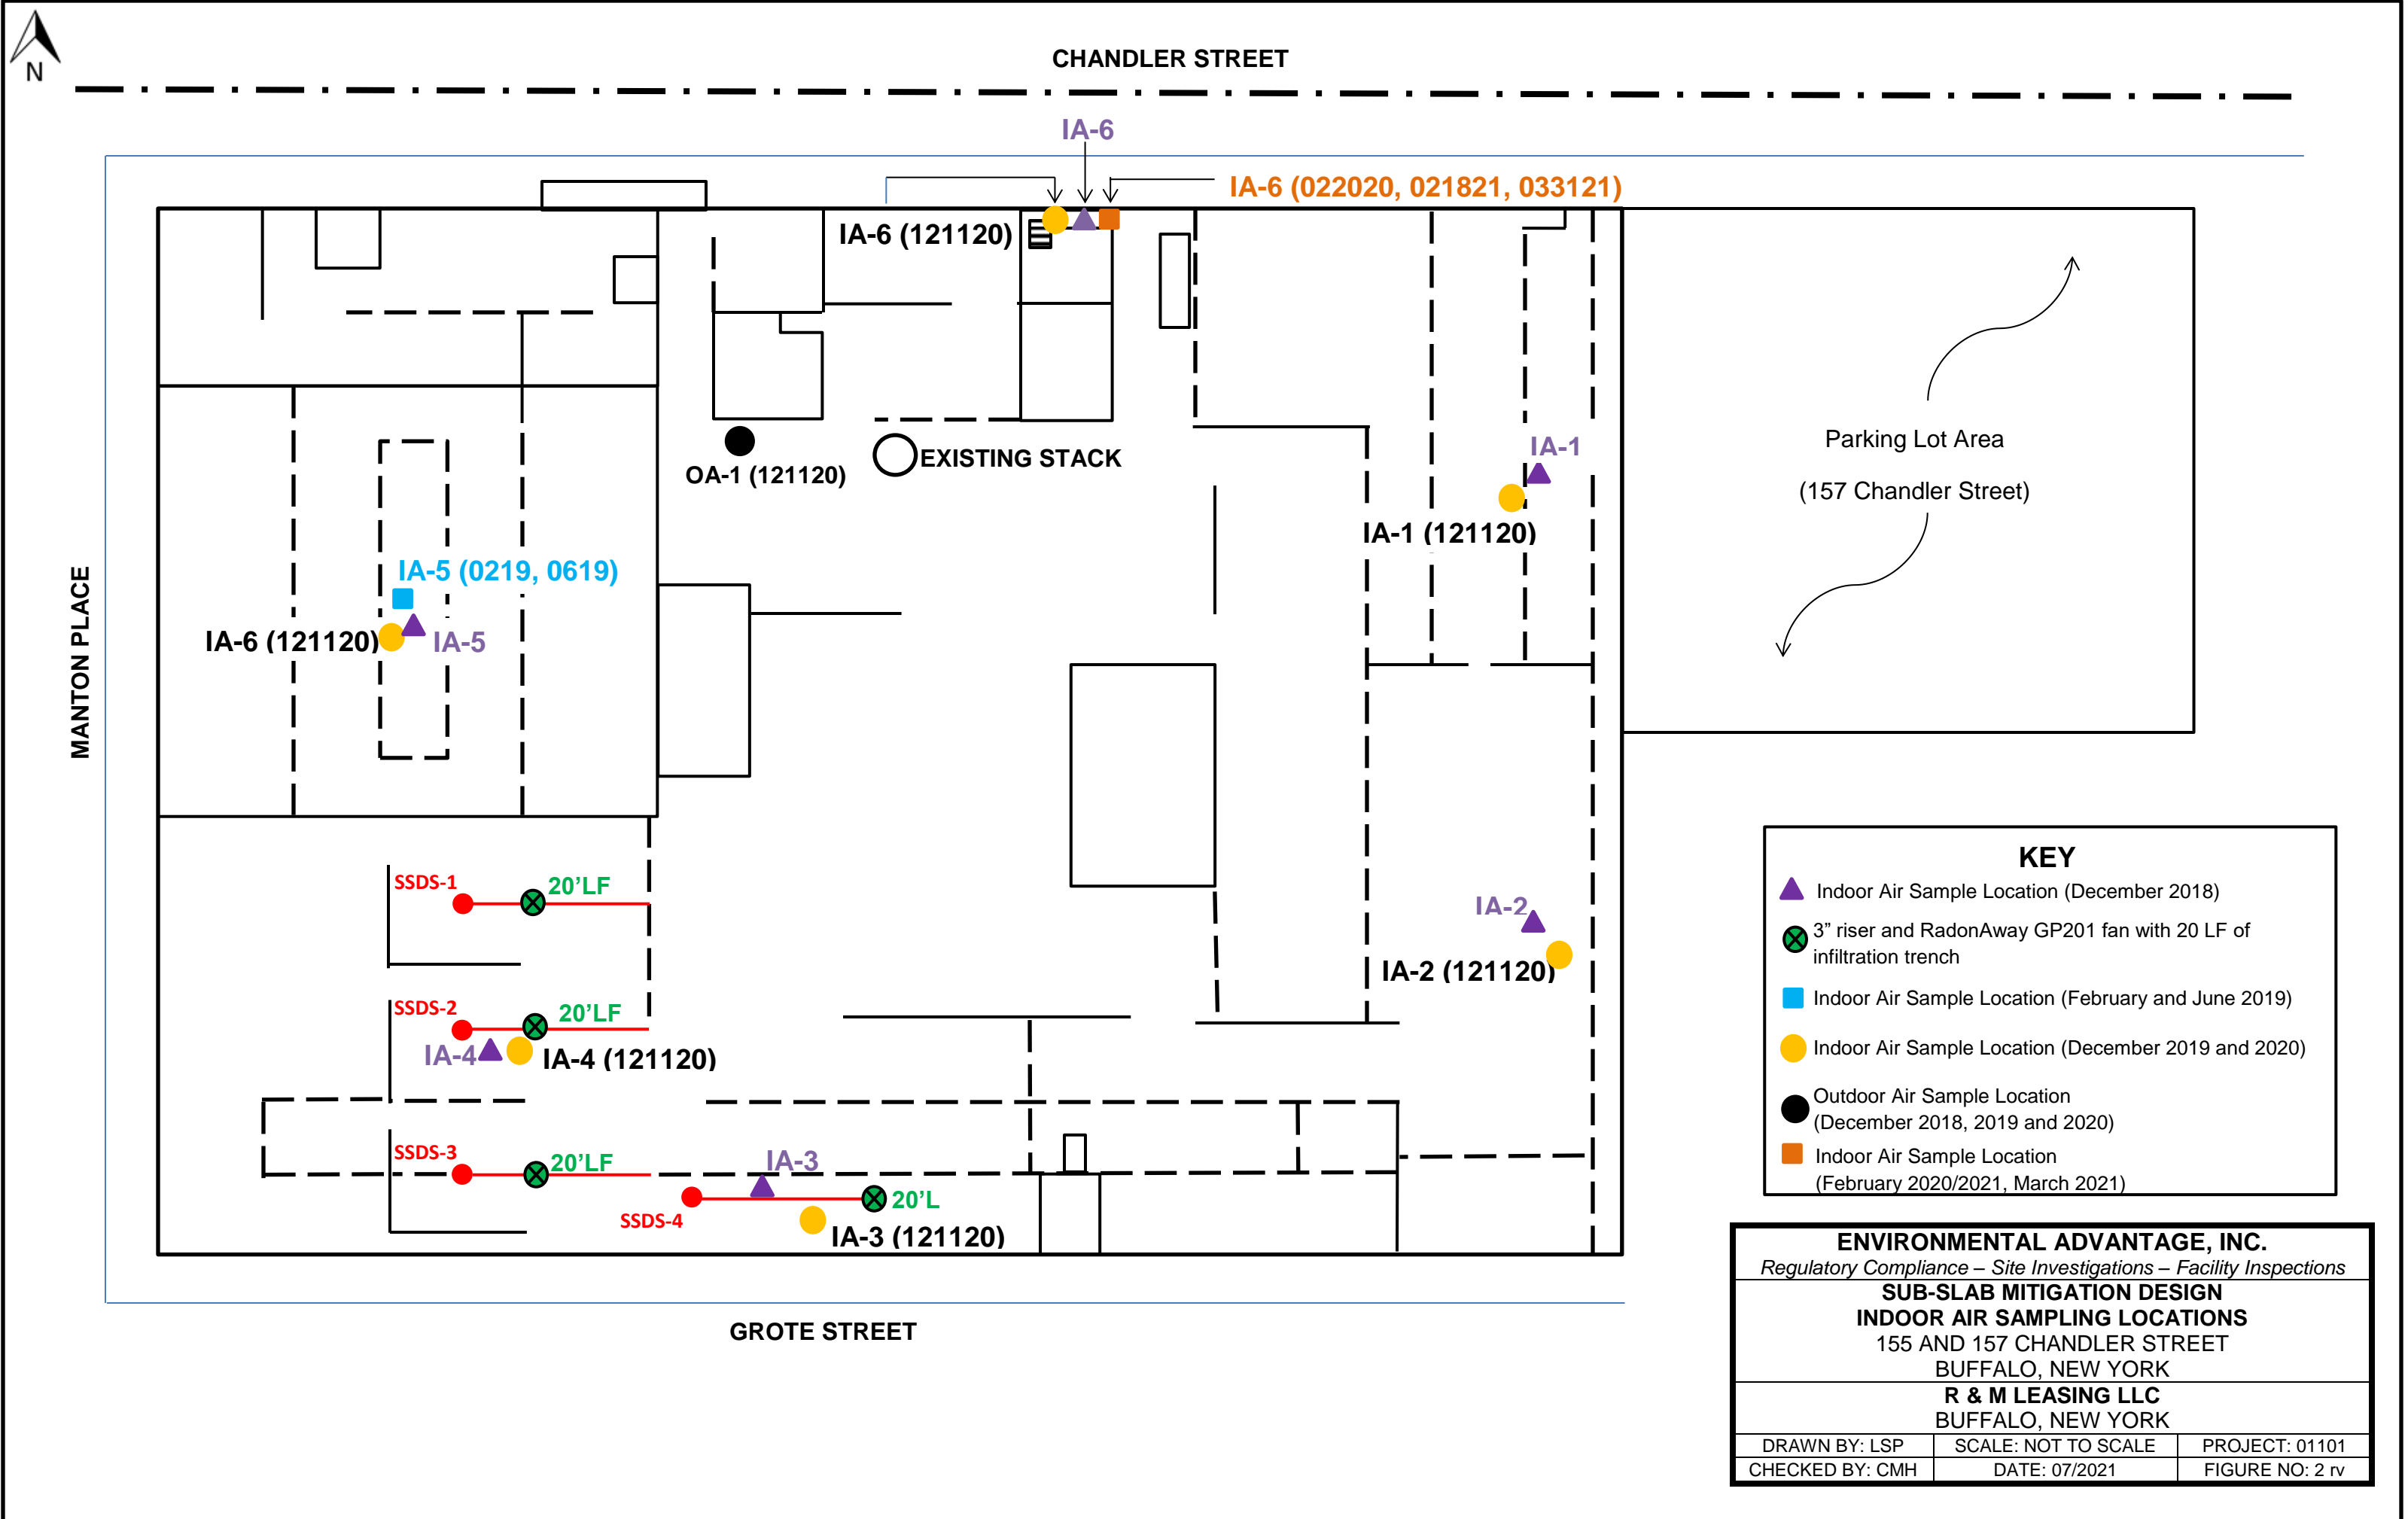 N
CHANDLER STREET
IA-6
IA-6 (022020, 021821, 033121)
IA-6 (121120)
OA-1 (121120)
EXISTING STACK
IA-1
IA-1 (121120)
Parking Lot Area
(157 Chandler Street)
MANTON PLACE
IA-5 (0219, 0619)
IA-6 (121120)
IA-5
SSDS-1
20'LF
IA-2
IA-2 (121120)
SSDS-2
20'LF
IA-4
IA-4 (121120)
SSDS-3
20'LF
IA-3
SSDS-4
20'L
IA-3 (121120)
GROTE STREET
KEY
Indoor Air Sample Location (December 2018)
3” riser and RadonAway GP201 fan with 20 LF of
infiltration trench
Indoor Air Sample Location (February and June 2019)
Indoor Air Sample Location (December 2019 and 2020)
Outdoor Air Sample Location
(December 2018, 2019 and 2020)
Indoor Air Sample Location
(February 2020/2021, March 2021)
ENVIRONMENTAL ADVANTAGE, INC.
Regulatory Compliance – Site Investigations – Facility Inspections
SUB-SLAB MITIGATION DESIGN
INDOOR AIR SAMPLING LOCATIONS
155 AND 157 CHANDLER STREET
BUFFALO, NEW YORK
R & M LEASING LLC
BUFFALO, NEW YORK
DRAWN BY: LSP SCALE: NOT TO SCALE PROJECT: 01101
CHECKED BY: CMH DATE: 07/2021 FIGURE NO: 2 rv